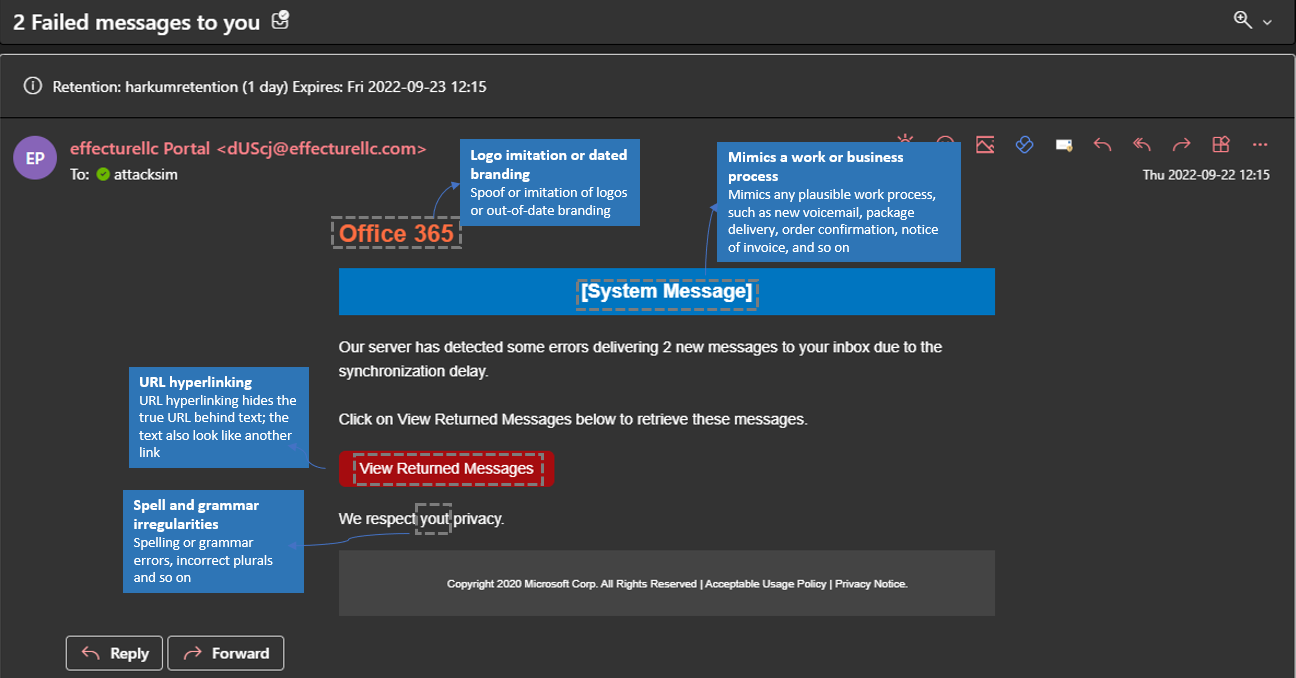 2 Failed messages to you
Retention: harkumretention (1 day) Expires: Fri 2022-09-23 12:15
EP
effecturellc Portal <dUScj@effecturellc.com>
To: attacksim
Thu 2022-09-22 12:15
Logo imitation or dated
branding
Spoof or imitation of logos
or out-of-date branding
Mimics a work or business
process
Mimics any plausible work process,
such as new voicemail, package
delivery, order confirmation, notice
of invoice, and so on
Office 365
[System Message]
Our server has detected some errors delivering 2 new messages to your inbox due to the
synchronization delay.
URL hyperlinking
URL hyperlinking hides the
true URL behind text; the
text also look like another
link
Click on View Returned Messages below to retrieve these messages.
View Returned Messages
Spell and grammar
irregularities
Spelling or grammar
errors, incorrect plurals
and so on
We respect yout privacy.
Copyright 2020 Microsoft Corp. All Rights Reserved | Acceptable Usage Policy | Privacy Notice.
Reply
Forward